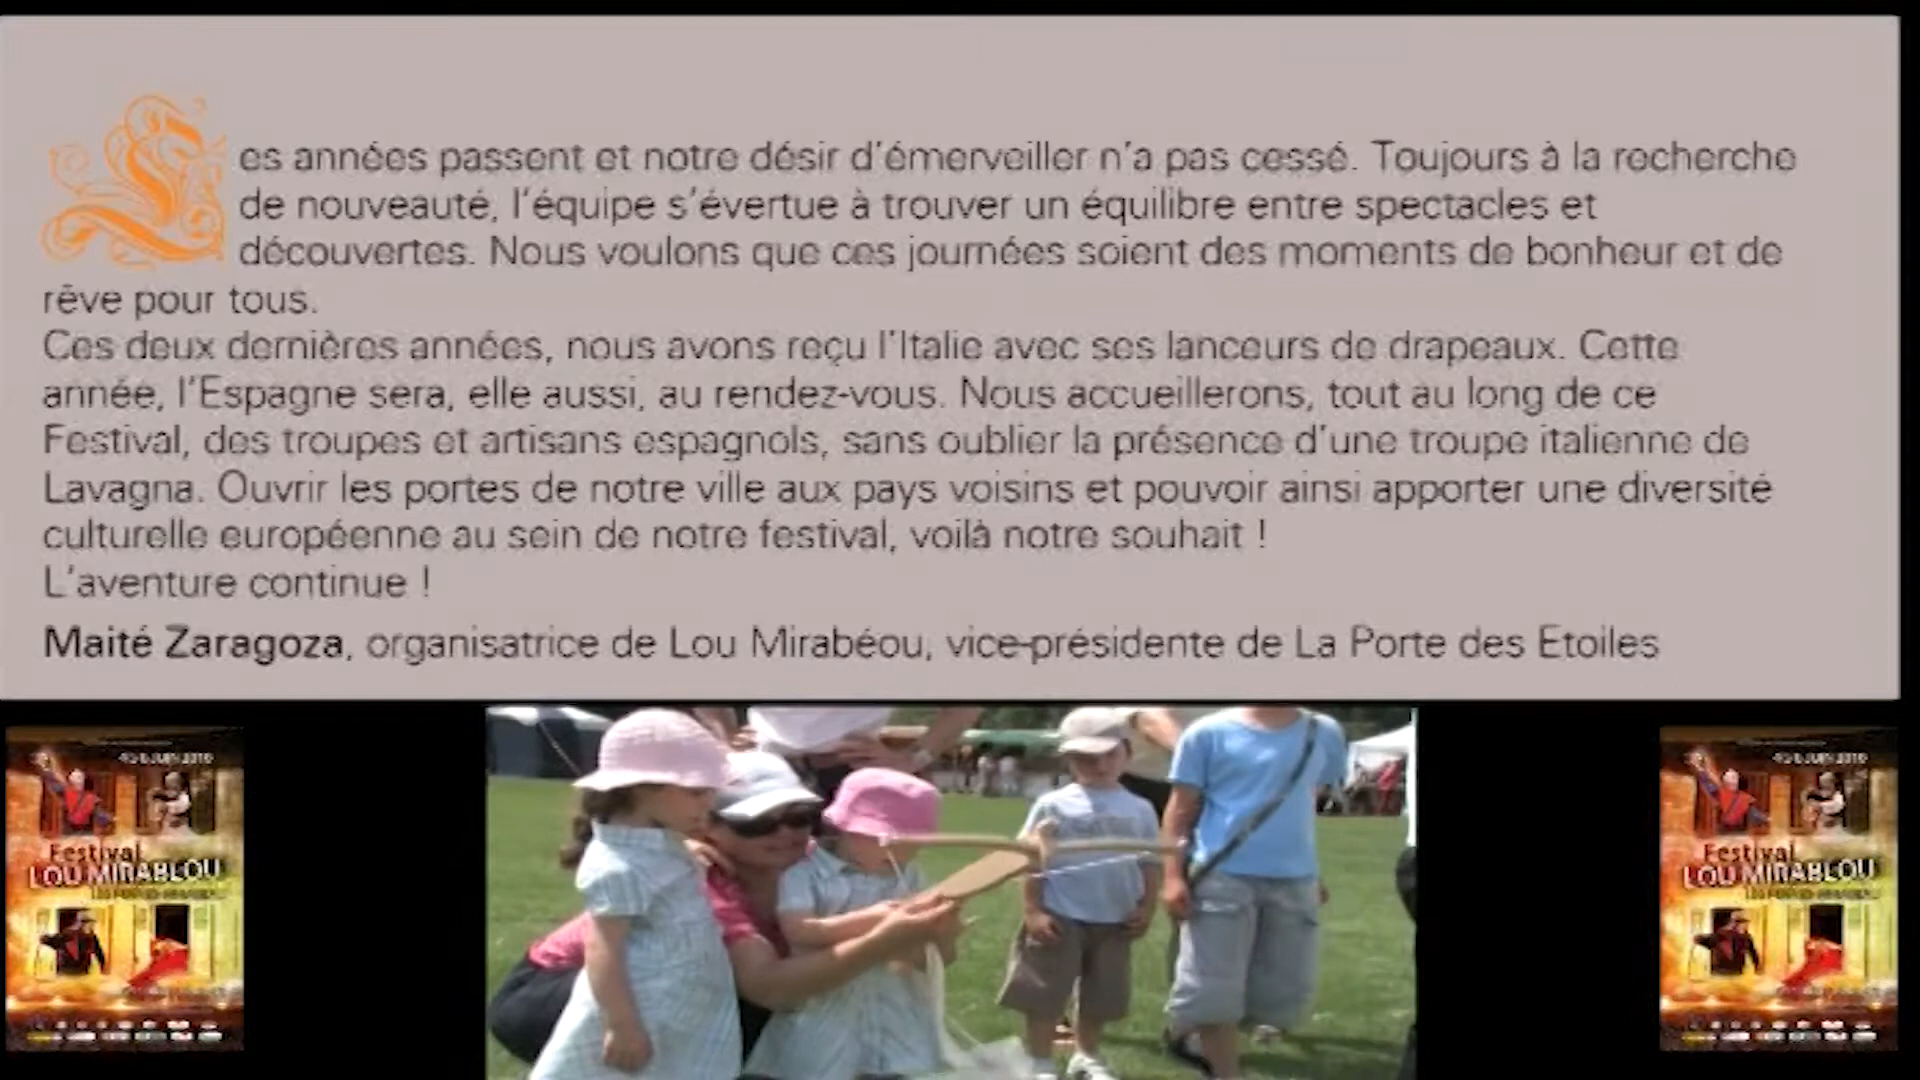 Les années passent et notre désir d'émerveiller n'a pas cessé. Toujours à la recherche
de nouveauté, l'équipe s'évertue à trouver un équilibre entre spectacles et
découvertes. Nous voulons que ces journées soient des moments de bonheur et de
rêve pour tous.
Ces deux dernières années, nous avons reçu l'Italie avec ses lanceurs de drapeaux. Cette
année, l'Espagne sera, elle aussi, au rendez-vous. Nous accueillerons, tout au long de ce
Festival, des troupes et artisans espagnols, sans oublier la présence d'une troupe italienne de
Lavagna. Ouvrir les portes de notre ville aux pays voisins et pouvoir ainsi apporter une diversité
culturelle européenne au sein de notre festival, voilà notre souhait !
L'aventure continue !
Maité Zaragoza, organisatrice de Lou Mirabéou, vice-présidente de La Porte des Etoiles
Festival
LOU MIRABEOU
Festival
LOU MIRABEOU